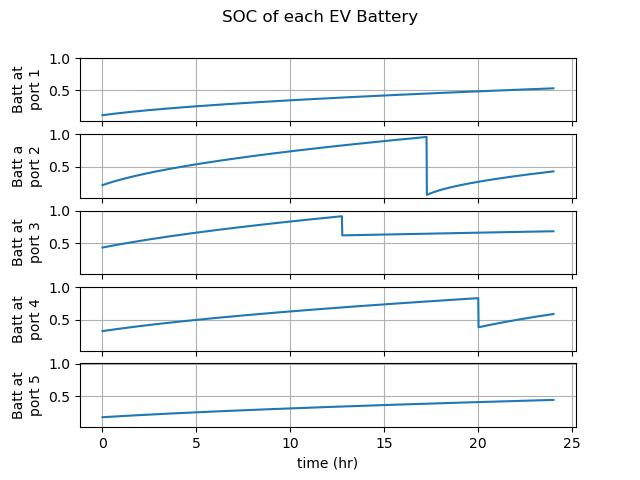 SOC of each EV Battery
Batt at
port 1
1.0
0.5
Batt a
port 2
1.0
0.5
Batt at
port 3
1.0
0.5
Batt at
port 4
1.0
0.5
Batt at
port 5
1.0
0.5
0 5 10 15 20 25
time (hr)